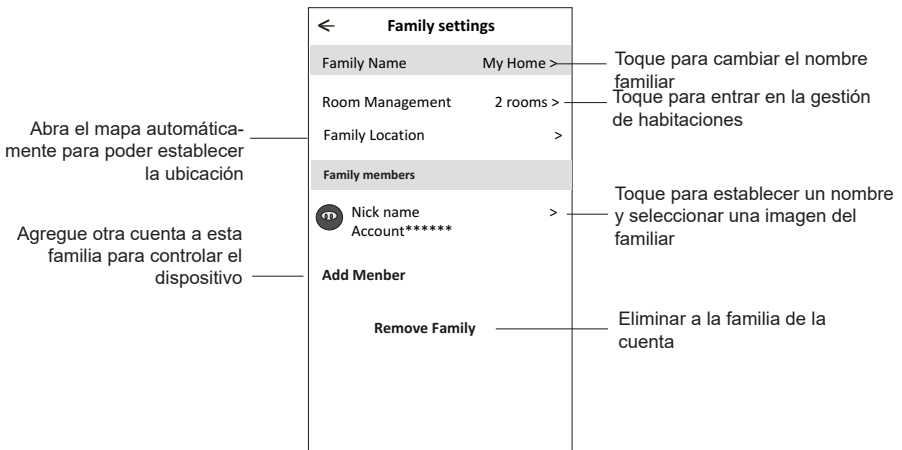 Family settings
Family Name My Home >
Room Management 2 rooms >
Family Location >
Family members
Nick name >
Account******
Add Menber
Remove Family
Abra el mapa automática-
mente para poder establecer
la ubicación
Agregue otra cuenta a esta
familia para controlar el
dispositivo
Toque para cambiar el nombre
familiar
Toque para entrar en la gestión
de habitaciones
Toque para establecer un nombre
y seleccionar una imagen del
familiar
Eliminar a la familia de la
cuenta